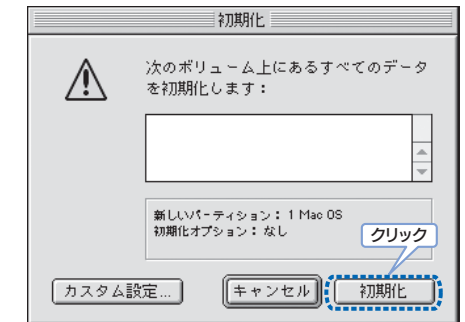 初期化
次のボリューム上にあるすべてのデータ
を初期化します：
新しいパーティション： 1 Mac OS
初期化オプション： なし
クリック
カスタム設定...
キャンセル
初期化